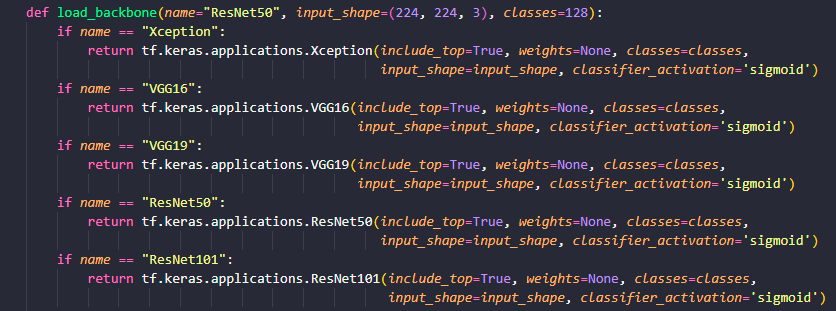 def load_backbone(name="ResNet50", input_shape=(224, 224, 3), classes=128):
if name == "Xception":
return tf.keras.applications.Xception(include_top=True, weights=None, classes=classes,
input_shape=input_shape, classifier_activation='sigmoid')
if name == "VGG16":
return tf.keras.applications.VGG16(include_top=True, weights=None, classes=classes,
input_shape=input_shape, classifier_activation='sigmoid')
if name == "VGG19":
return tf.keras.applications.VGG19(include_top=True, weights=None, classes=classes,
input_shape=input_shape, classifier_activation='sigmoid')
if name == "ResNet50":
return tf.keras.applications.ResNet50(include_top=True, weights=None, classes=classes,
input_shape=input_shape, classifier_activation='sigmoid')
if name == "ResNet101":
return tf.keras.applications.ResNet101(include_top=True, weights=None, classes=classes,
input_shape=input_shape, classifier_activation='sigmoid')